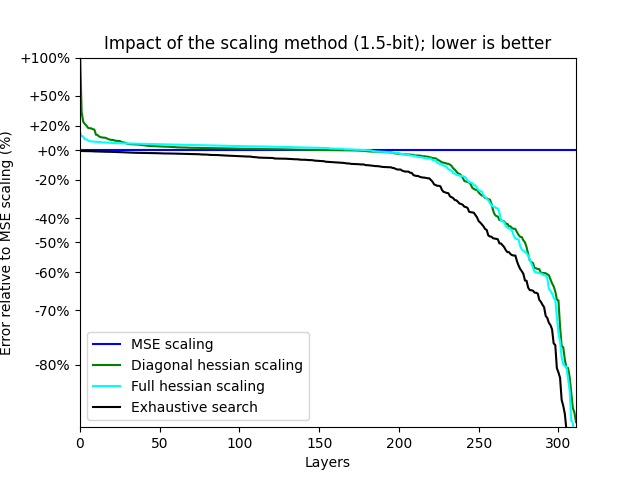 Impact of the scaling method (1.5-bit); lower is better
+100%
+50%
+20%
+0%
-20%
-40%
-50%
-60%
-70%
-80%
Error relative to MSE scaling (%)
MSE scaling
Diagonal hessian scaling
Full hessian scaling
Exhaustive search
0 50 100 150 200 250 300
Layers